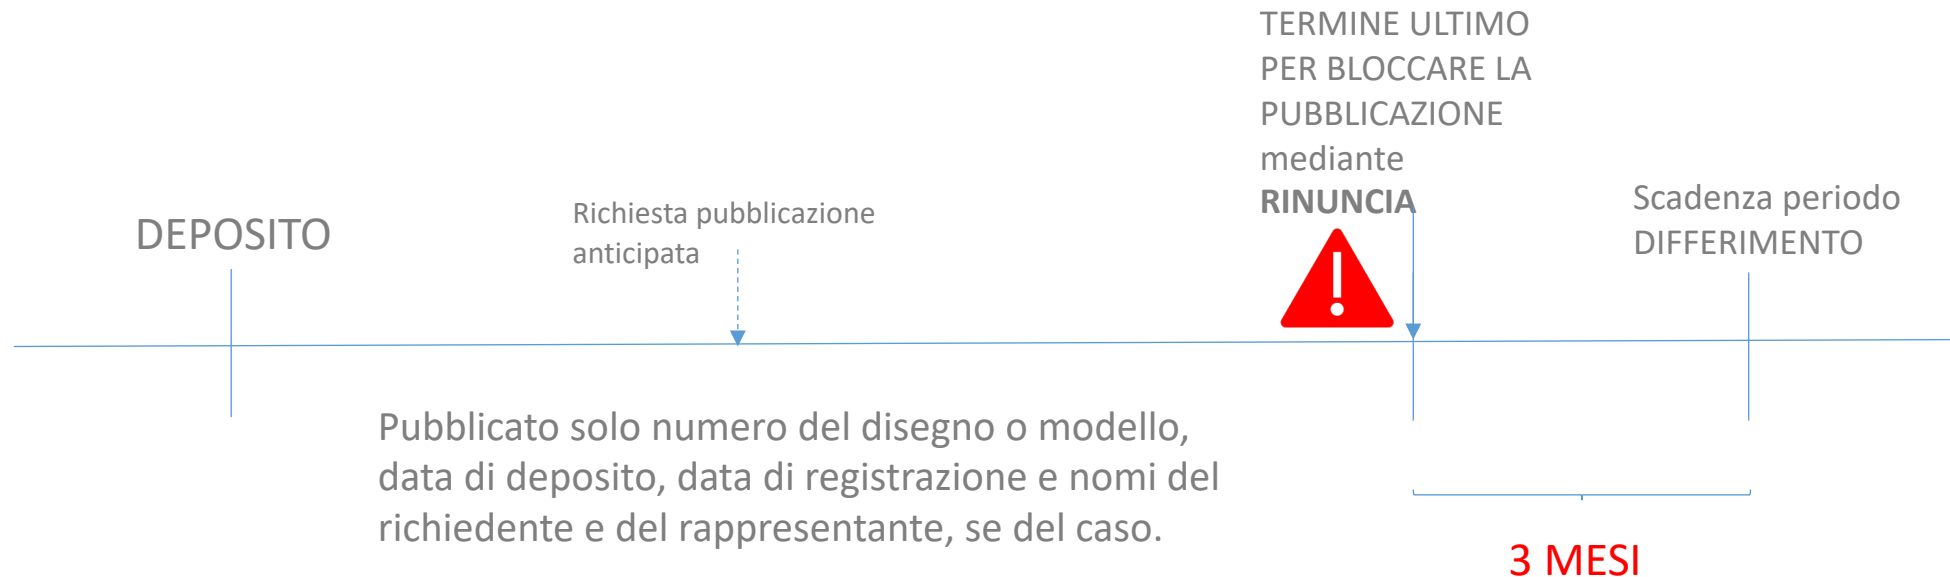 TERMINE ULTIMO
PER BLOCCARE LA
PUBBLICAZIONE
mediante
RINUNCIA
DEPOSITO
Richiesta pubblicazione
anticipata
Scadenza periodo
DIFFERIMENTO
Pubblicato solo numero del disegno o modello,
data di deposito, data di registrazione e nomi del
richiedente e del rappresentante, se del caso.
3 MESI